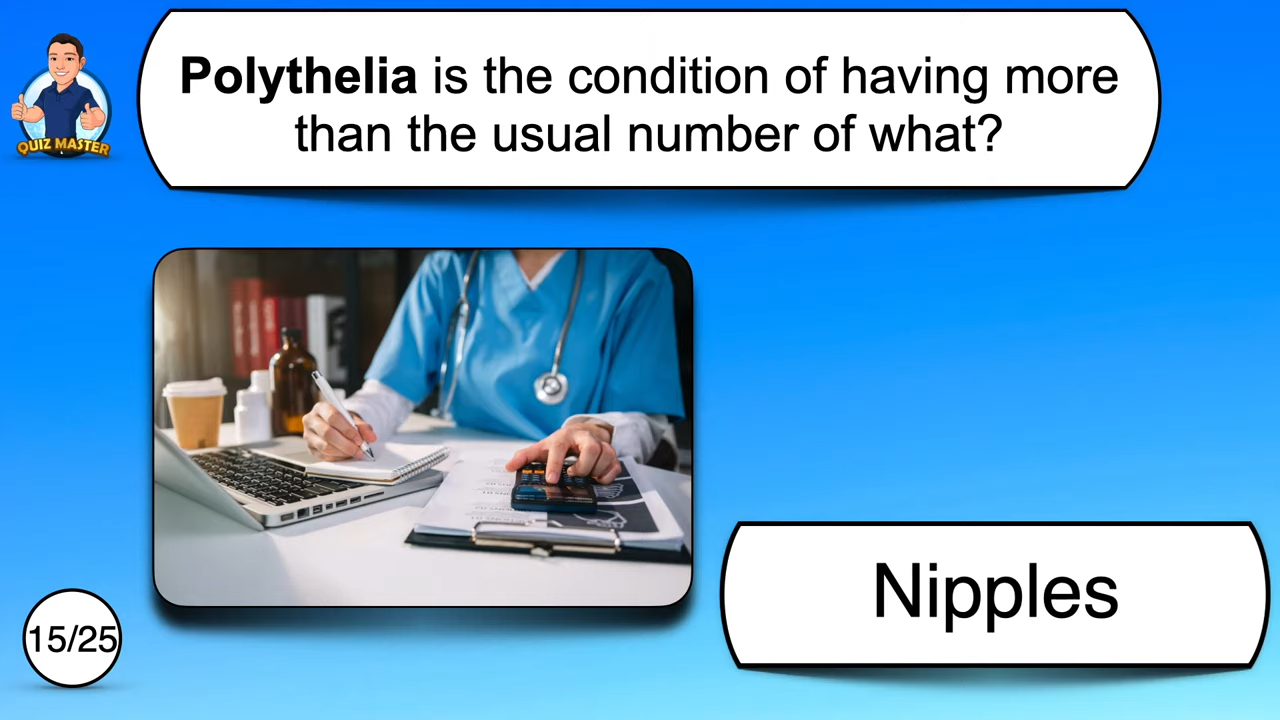 QUIZ MASTER
Polythelia is the condition of having more
than the usual number of what?
Nipples
15/25